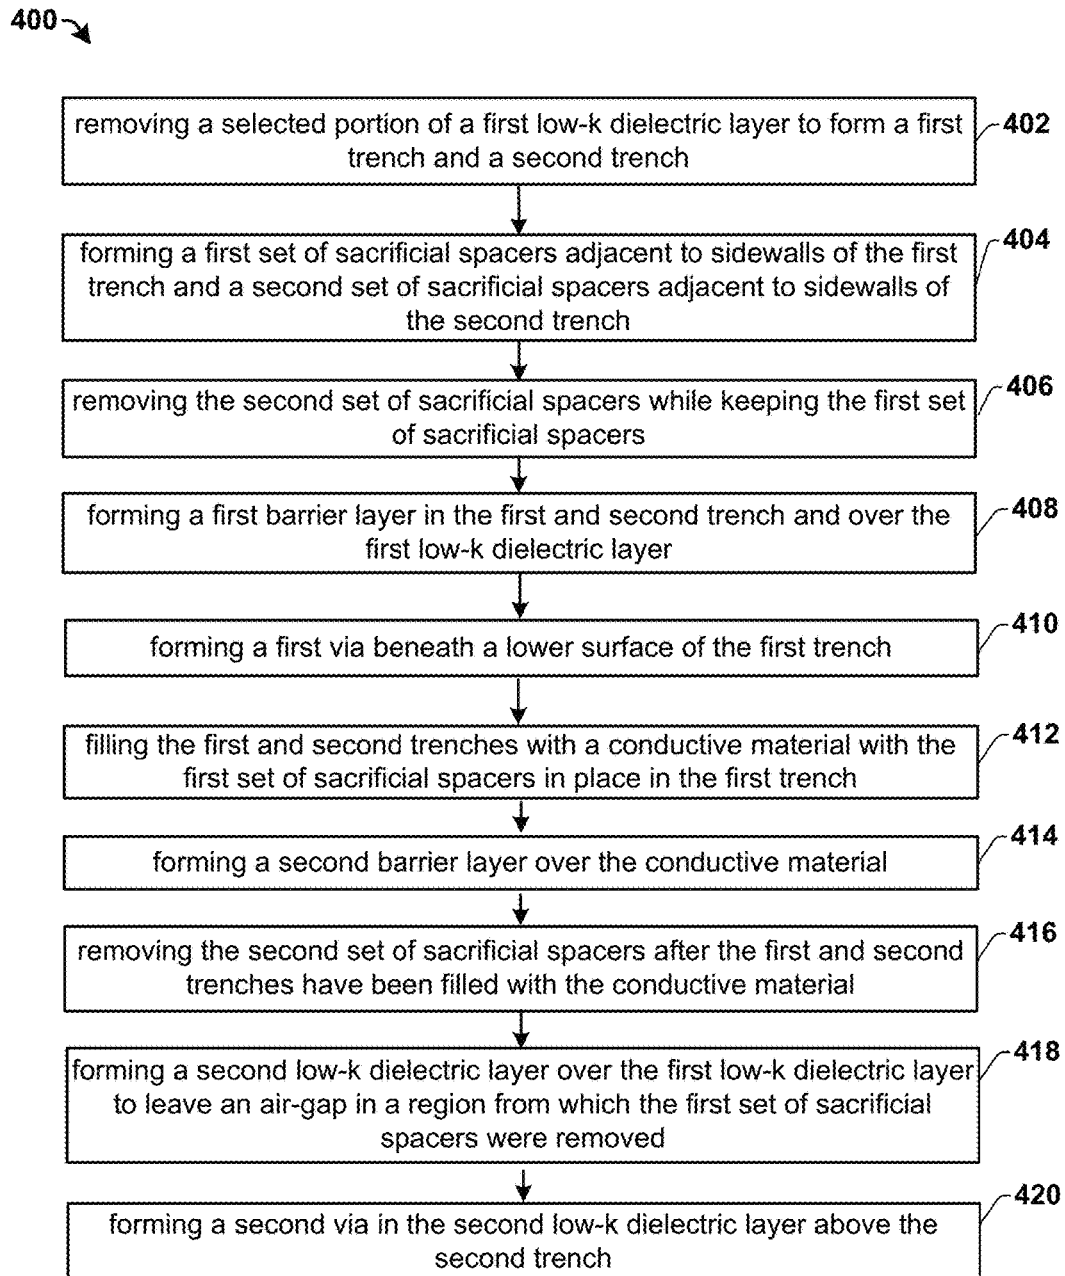 400
removing a selected portion of a first low-k dielectric layer to form a first
trench and a second trench
402
forming a first set of sacrificial spacers adjacent to sidewalls of the first
trench and a second set of sacrificial spacers adjacent to sidewalls of
the second trench
404
removing the second set of sacrificial spacers while keeping the first set
of sacrificial spacers
406
forming a first barrier layer in the first and second trench and over the
first low-k dielectric layer
408
forming a first via beneath a lower surface of the first trench
410
filling the first and second trenches with a conductive material with the
first set of sacrificial spacers in place in the first trench
412
forming a second barrier layer over the conductive material
414
removing the second set of sacrificial spacers after the first and second
trenches have been filled with the conductive material
416
forming a second low-k dielectric layer over the first low-k dielectric layer
to leave an air-gap in a region from which the first set of sacrificial
spacers were removed
418
forming a second via in the second low-k dielectric layer above the
second trench
420